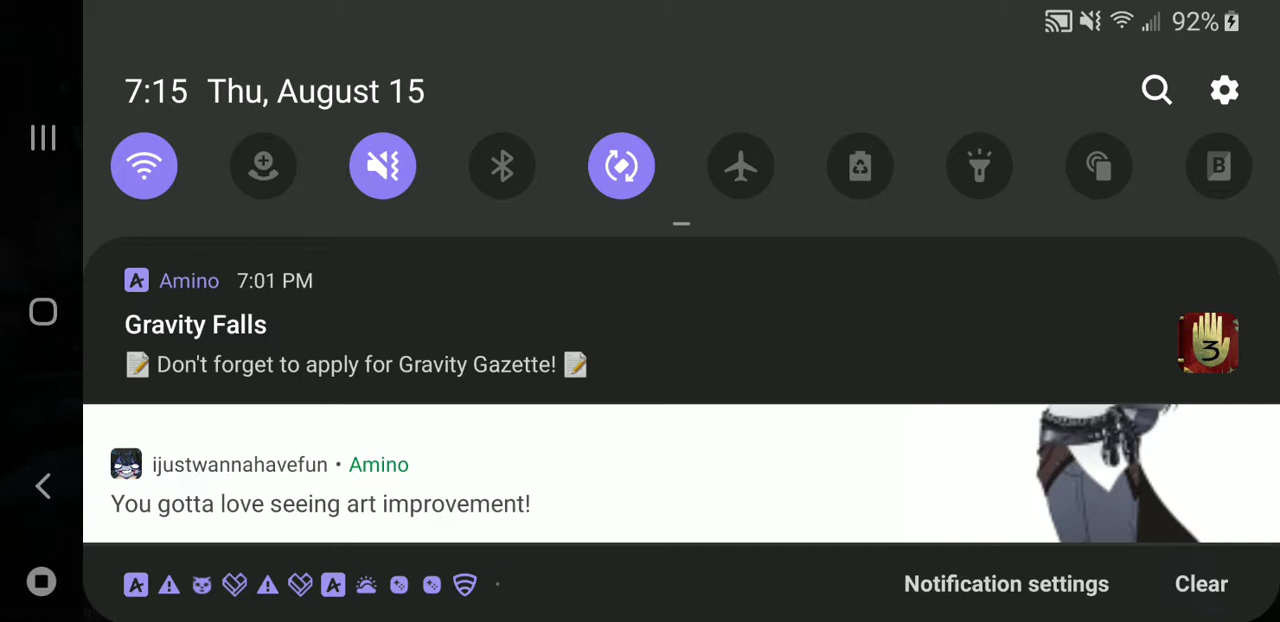 92%
7:15 Thu, August 15
B
Amino 7:01 PM
Gravity Falls
3
📝 Don't forget to apply for Gravity Gazette! 📝
ijustwannahavefun • Amino
You gotta love seeing art improvement!
Notification settings Clear